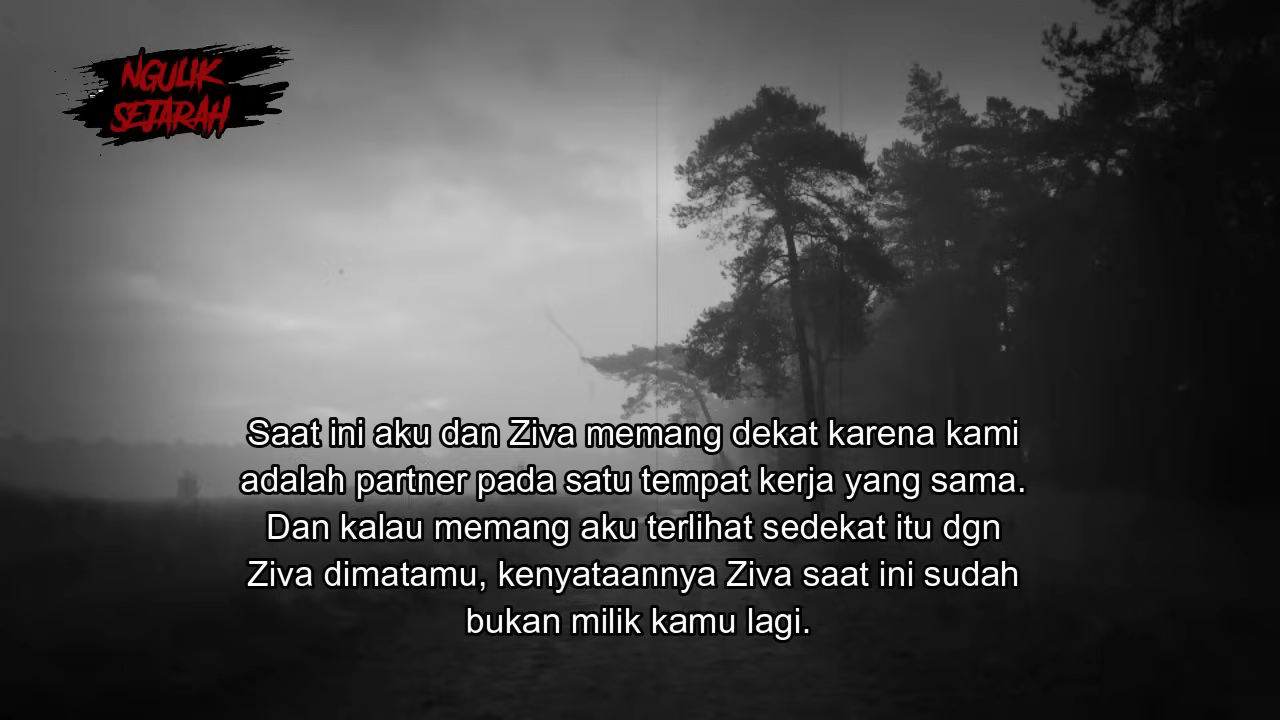 NGULIK
SEJARAH
Saat ini aku dan Ziva memang dekat karena kami
adalah partner pada satu tempat kerja yang sama.
Dan kalau memang aku terlihat sedekat itu dgn
Ziva dimatamu, kenyataannya Ziva saat ini sudah
bukan milik kamu lagi.